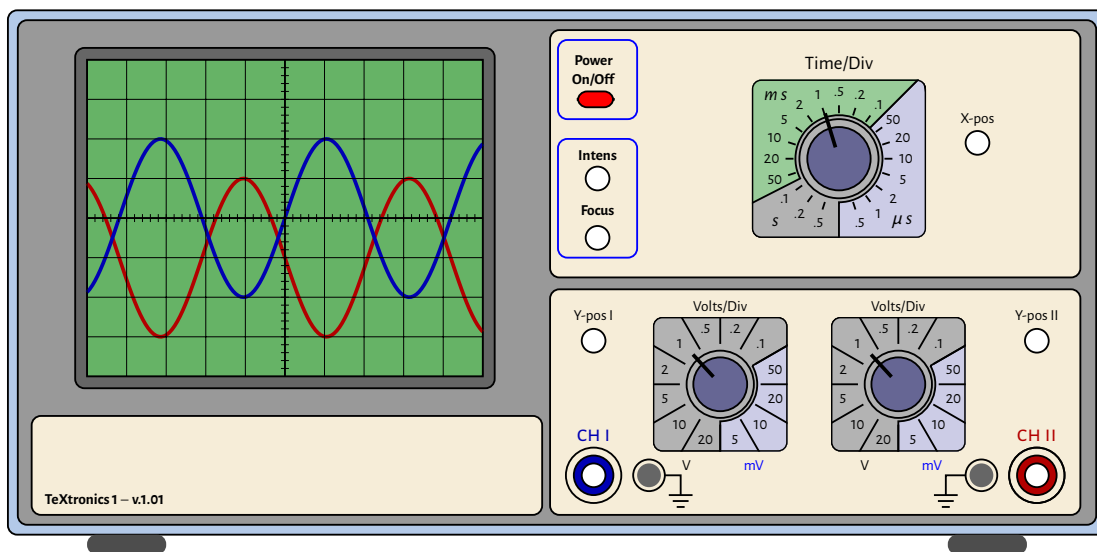 Power
On/Off
Intens
Focus
Time/Div
m s
1
.5
.2
.1
5
10
20
50
50
20
10
5
2
1
.5
µ s
.1
.2
.5
s
X-pos
Y-pos I
Volts/Div
.5
.2
1
.1
2
50
5
20
10
10
20
5
V
mV
CH I
Volts/Div
.5
.2
1
.1
2
50
5
20
10
10
20
5
V
mV
Y-pos II
CH II
TeXtronics 1 – v.1.01